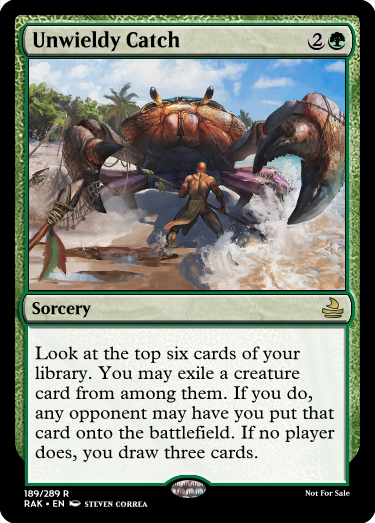 Unwieldy Catch 2
Sorcery
Look at the top six cards of your
library. You may exile a creature
card from among them. If you do,
any opponent may have you put that
card onto the battlefield. If no player
does, you draw three cards.
189/289 R Not For Sale
RAK • EN STEVEN CORREA